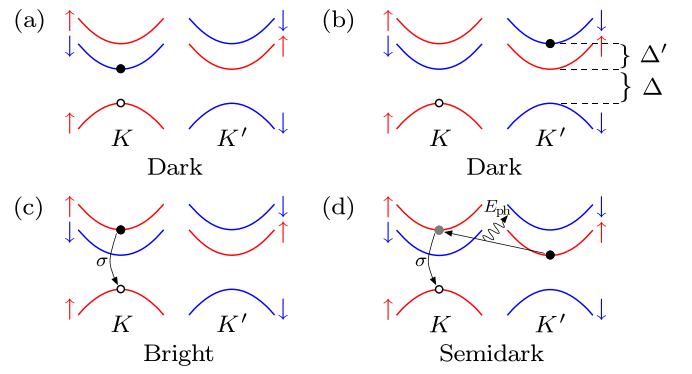 (a)
↑
↓
↑
K
K′
↓
↑
↓
Dark
(b)
↑
↓
↑
K
K′
↓
↑
↓
} Δ′
} Δ
Dark
(c)
↑
↓
↑
σ
K
K′
↓
↑
↓
Bright
(d)
↑
↓
↑
σ
E_ph
K
K′
↓
↑
↓
Semidark